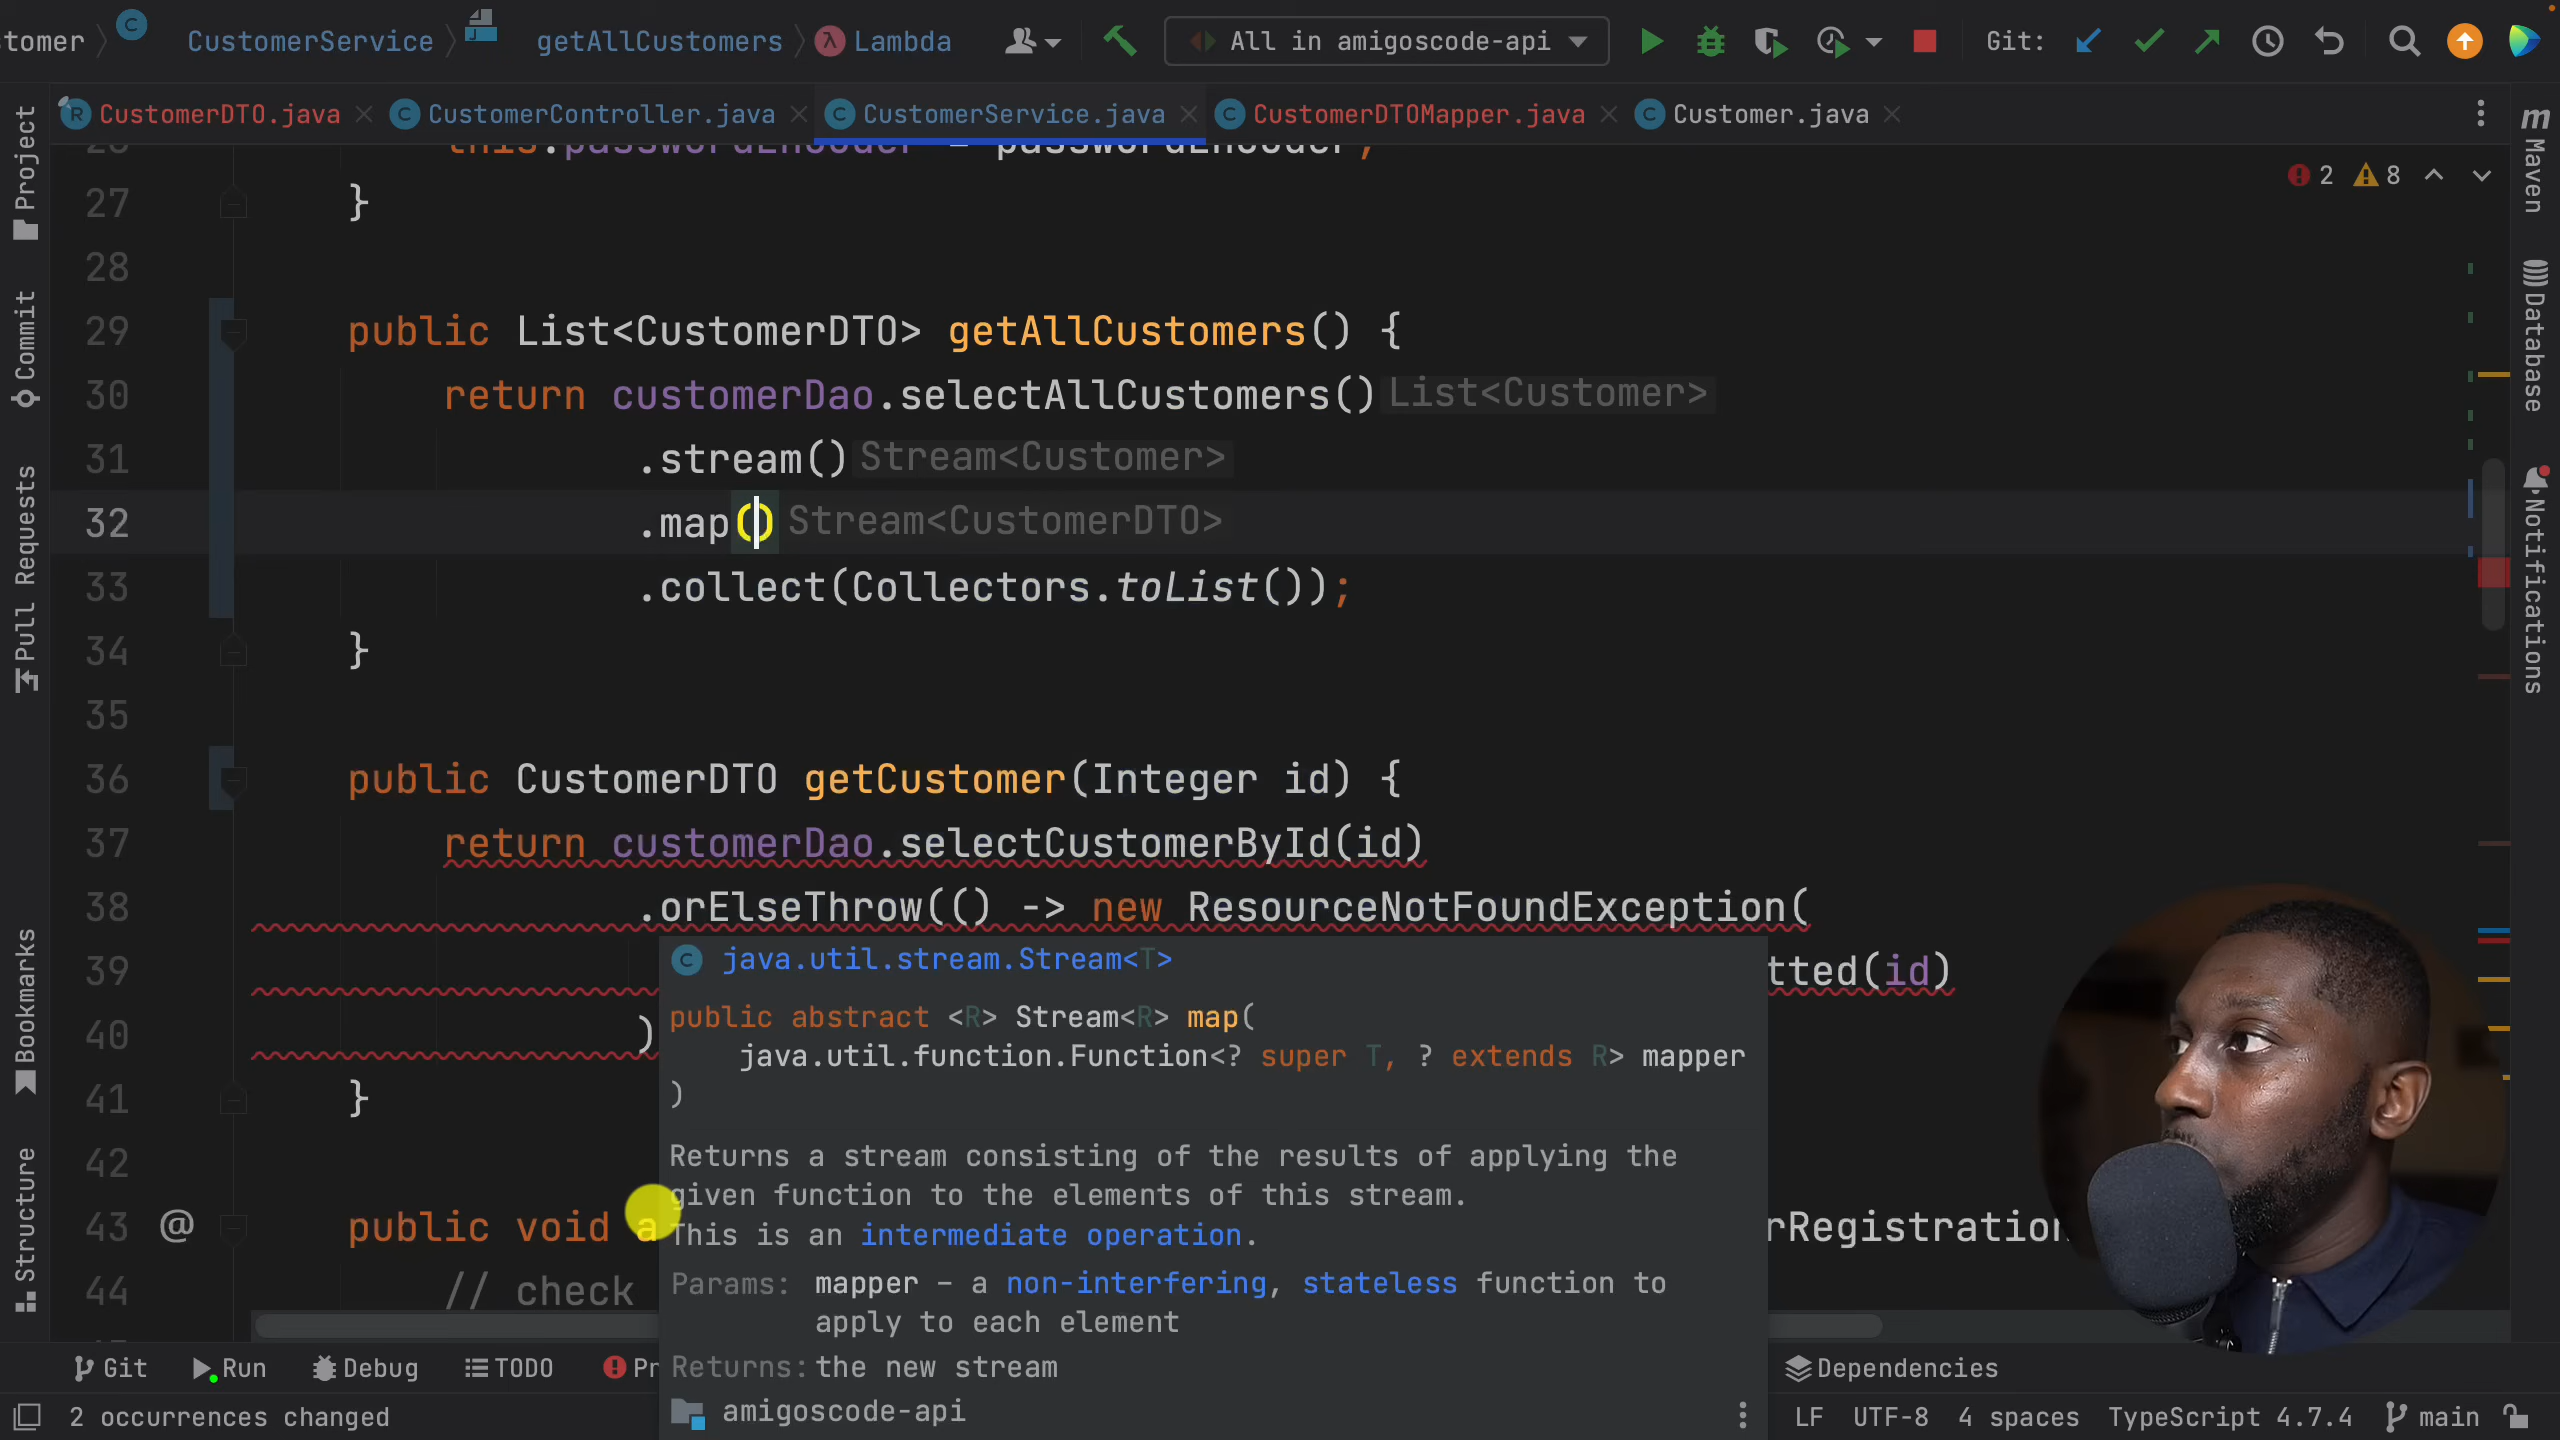 stomer CustomerService getAllCustomers Lambda All in amigoscode-api Git:
CustomerDTO.java CustomerController.java CustomerService.java CustomerDTOMapper.java Customer.java
Project
Commit
Pull Requests
Bookmarks
Structure
this.passwordEncoder = passwordEncoder;
27 }
2 8
28
29 public List<CustomerDTO> getAllCustomers() {
30 return customerDao.selectAllCustomers() List<Customer>
31 .stream() Stream<Customer>
32 .map() Stream<CustomerDTO>
33 .collect(Collectors.toList());
34 }
35
36 public CustomerDTO getCustomer(Integer id) {
37 return customerDao.selectCustomerById(id)
38 .orElseThrow(() -> new ResourceNotFoundException(
39 tted(id)
40 )
41 }
42
43 @ public void a rRegistration
44 // check
java.util.stream.Stream<T>
public abstract <R> Stream<R> map(
java.util.function.Function<? super T, ? extends R> mapper
)
Returns a stream consisting of the results of applying the
given function to the elements of this stream.
This is an intermediate operation.
Params: mapper – a non-interfering, stateless function to
apply to each element
Returns: the new stream
amigoscode-api
m Maven
Database
Notifications
Git Run Debug TODO Pr Dependencies
2 occurrences changed LF UTF-8 4 spaces TypeScript 4.7.4 main